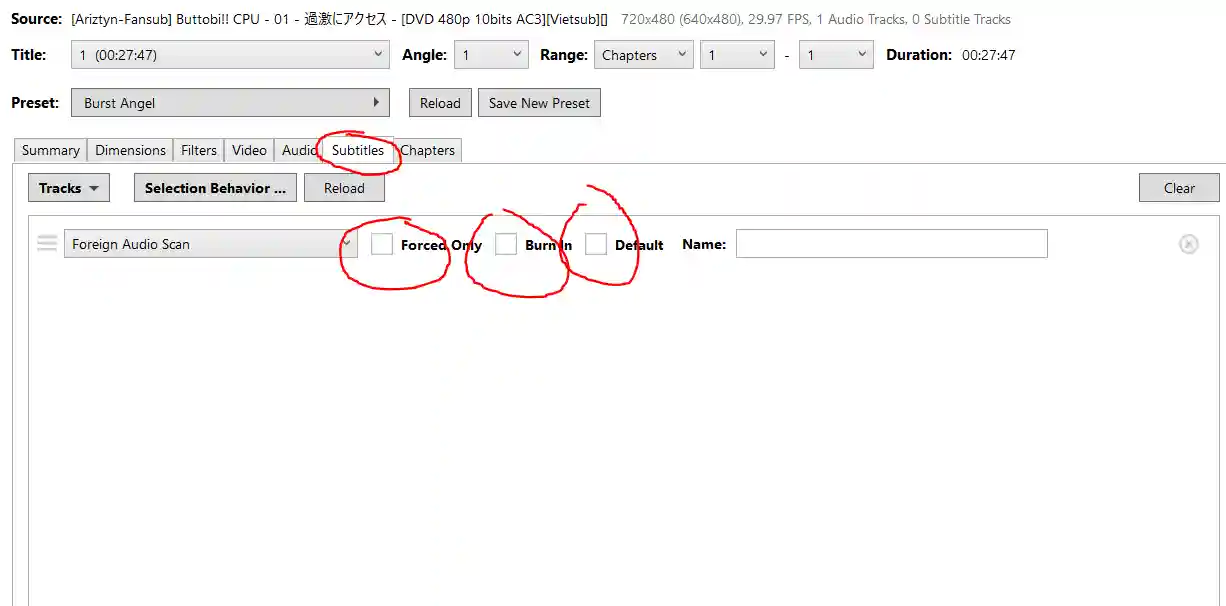 Source: [Ariztyn-Fansub] Buttobi!! CPU - 01 - 過激にアクセス - [DVD 480p 10bits AC3][Vietsub][] 720x480 (640x480), 29.97 FPS, 1 Audio Tracks, 0 Subtitle Tracks
Title: 1 (00:27:47) Angle: 1 Range: Chapters 1 - 1 Duration: 00:27:47
Preset: Burst Angel Reload Save New Preset
Summary Dimensions Filters Video Audio Subtitles Chapters
Tracks Selection Behavior ... Reload Clear
Foreign Audio Scan Forced Only Burn In Default Name: